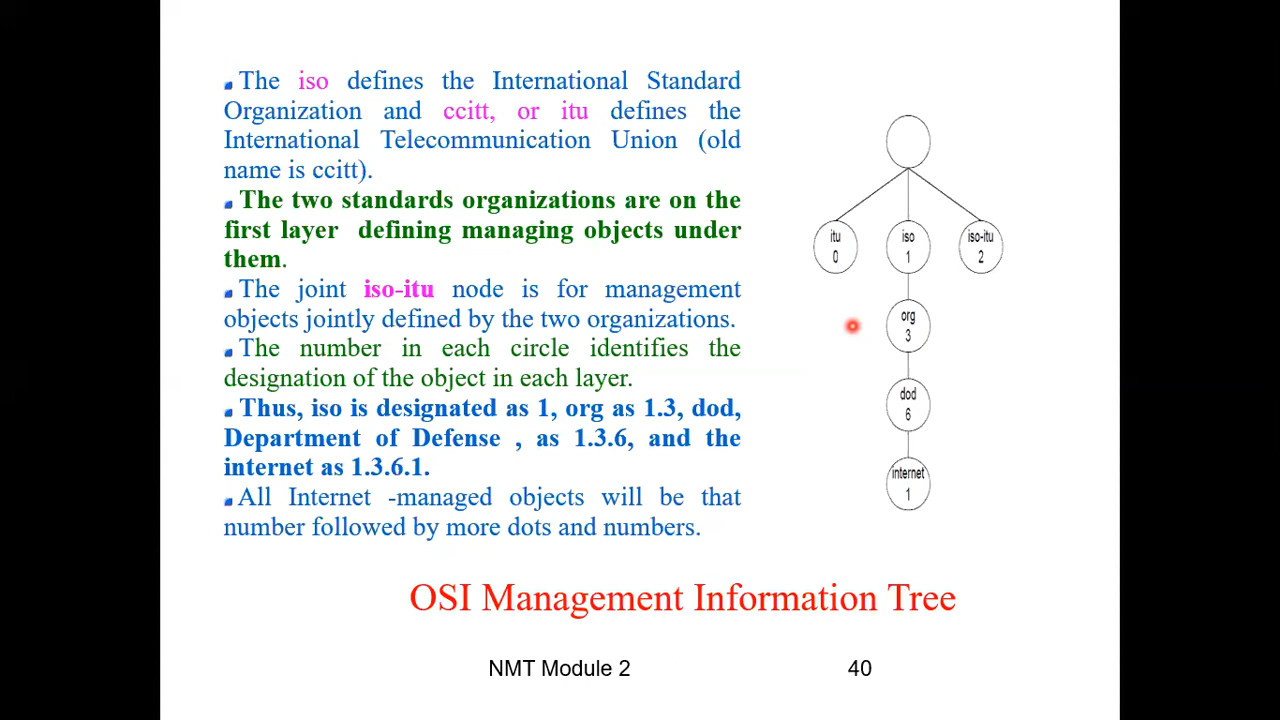 The iso defines the International Standard
Organization and ccitt, or itu defines the
International Telecommunication Union (old
name is ccitt).
The two standards organizations are on the
first layer defining managing objects under
them.
The joint iso-itu node is for management
objects jointly defined by the two organizations.
The number in each circle identifies the
designation of the object in each layer.
Thus, iso is designated as 1, org as 1.3, dod,
Department of Defense , as 1.3.6, and the
internet as 1.3.6.1.
All Internet -managed objects will be that
number followed by more dots and numbers.
itu
0
iso
1
iso-itu
2
org
3
dod
6
internet
1
OSI Management Information Tree
NMT Module 2
40